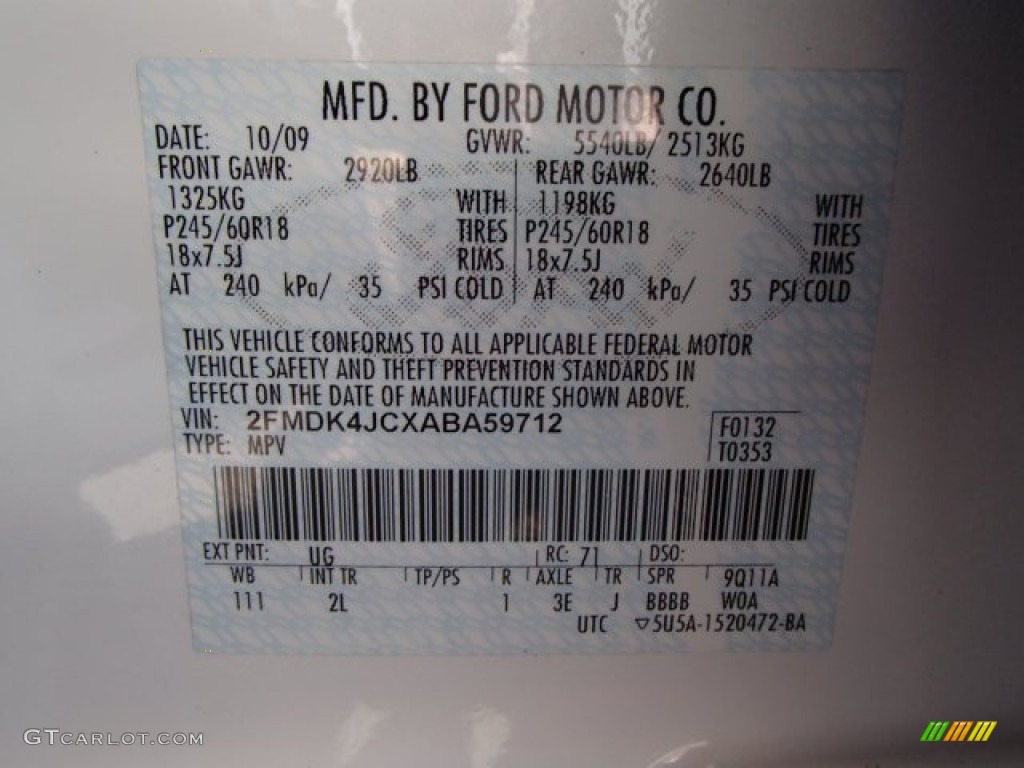 MFD. BY FORD MOTOR CO.
DATE: 10/09 GVWR: 5540LB/ 2513KG
FRONT GAWR: 2920LB REAR GAWR: 2640LB
1325KG WITH 1198KG WITH
P245/60R18 TIRES P245/60R18 TIRES
18x7.5J RIMS 18x7.5J RIMS
AT 240 kPa/ 35 PSI COLD AT 240 kPa/ 35 PSI COLD
THIS VEHICLE CONFORMS TO ALL APPLICABLE FEDERAL MOTOR
VEHICLE SAFETY AND THEFT PREVENTION STANDARDS IN
EFFECT ON THE DATE OF MANUFACTURE SHOWN ABOVE.
VIN: 2FMDK4JCXABA59712 F0132
TYPE: MPV T0353
EXT PNT: UG RC: 71 DSO:
WB INT TR TP/PS R AXLE TR SPR 9Q11A
111 2L 1 3E J BBBB WOA
UTC ▽5U5A-1520472-BA
GTCARLOT.COM